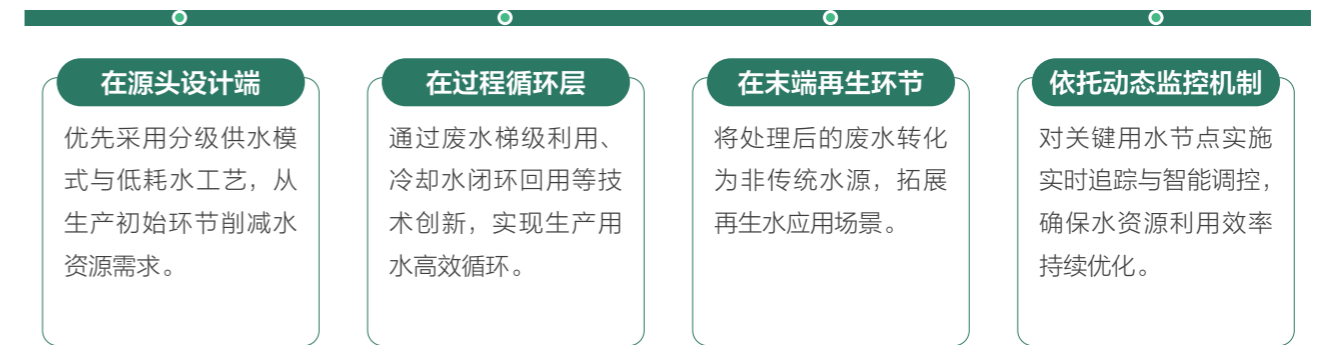 在源头设计端
优先采用分级供水模
式与低耗水工艺，从
生产初始环节削减水
资源需求。
在过程循环层
通过废水梯级利用、
冷却水闭环回用等技
术创新，实现生产用
水高效循环。
在末端再生环节
将处理后的废水转化
为非传统水源，拓展
再生水应用场景。
依托动态监控机制
对关键用水节点实施
实时追踪与智能调控，
确保水资源利用效率
持续优化。